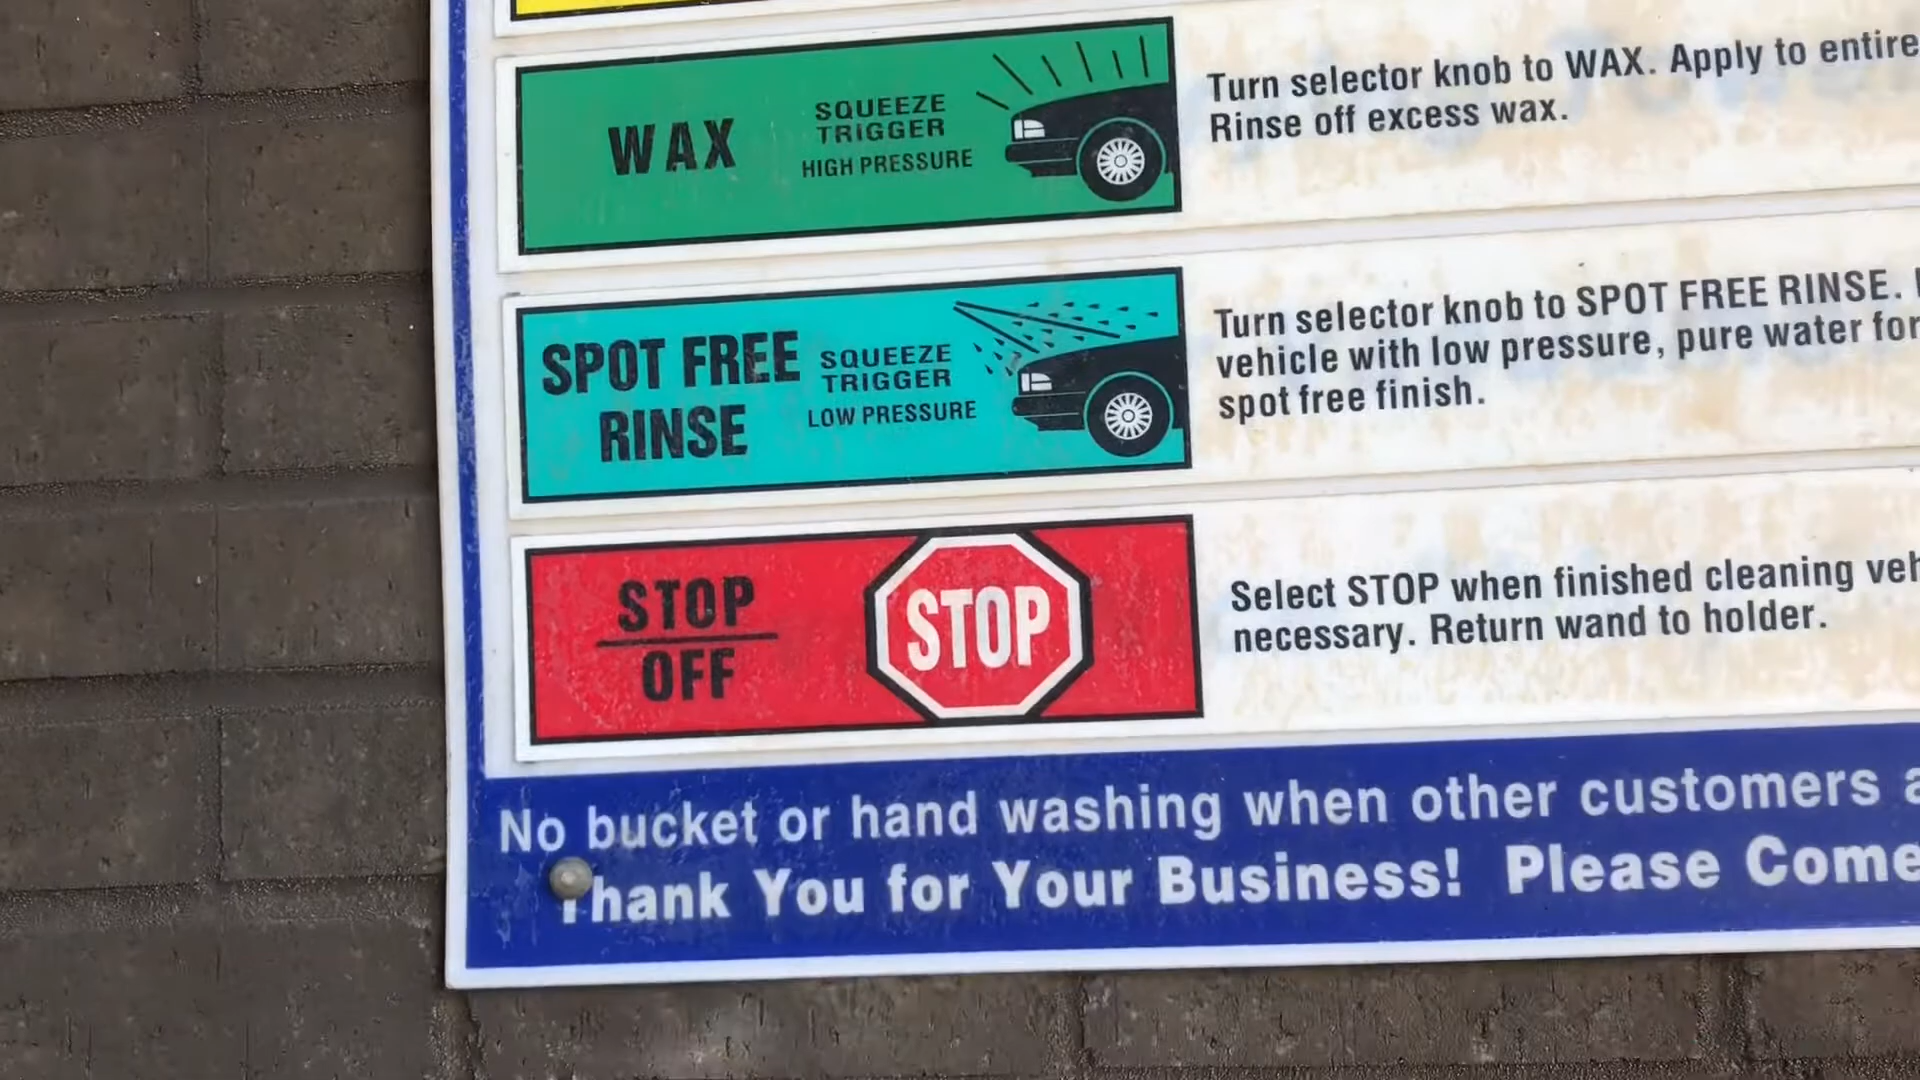 WAX
SQUEEZE
TRIGGER
HIGH PRESSURE
Turn selector knob to WAX. Apply to entire
Rinse off excess wax.
SPOT FREE
RINSE
SQUEEZE
TRIGGER
LOW PRESSURE
Turn selector knob to SPOT FREE RINSE.
vehicle with low pressure, pure water for
spot free finish.
STOP
OFF
STOP
Select STOP when finished cleaning veh
necessary. Return wand to holder.
No bucket or hand washing when other customers a
Thank You for Your Business! Please Come